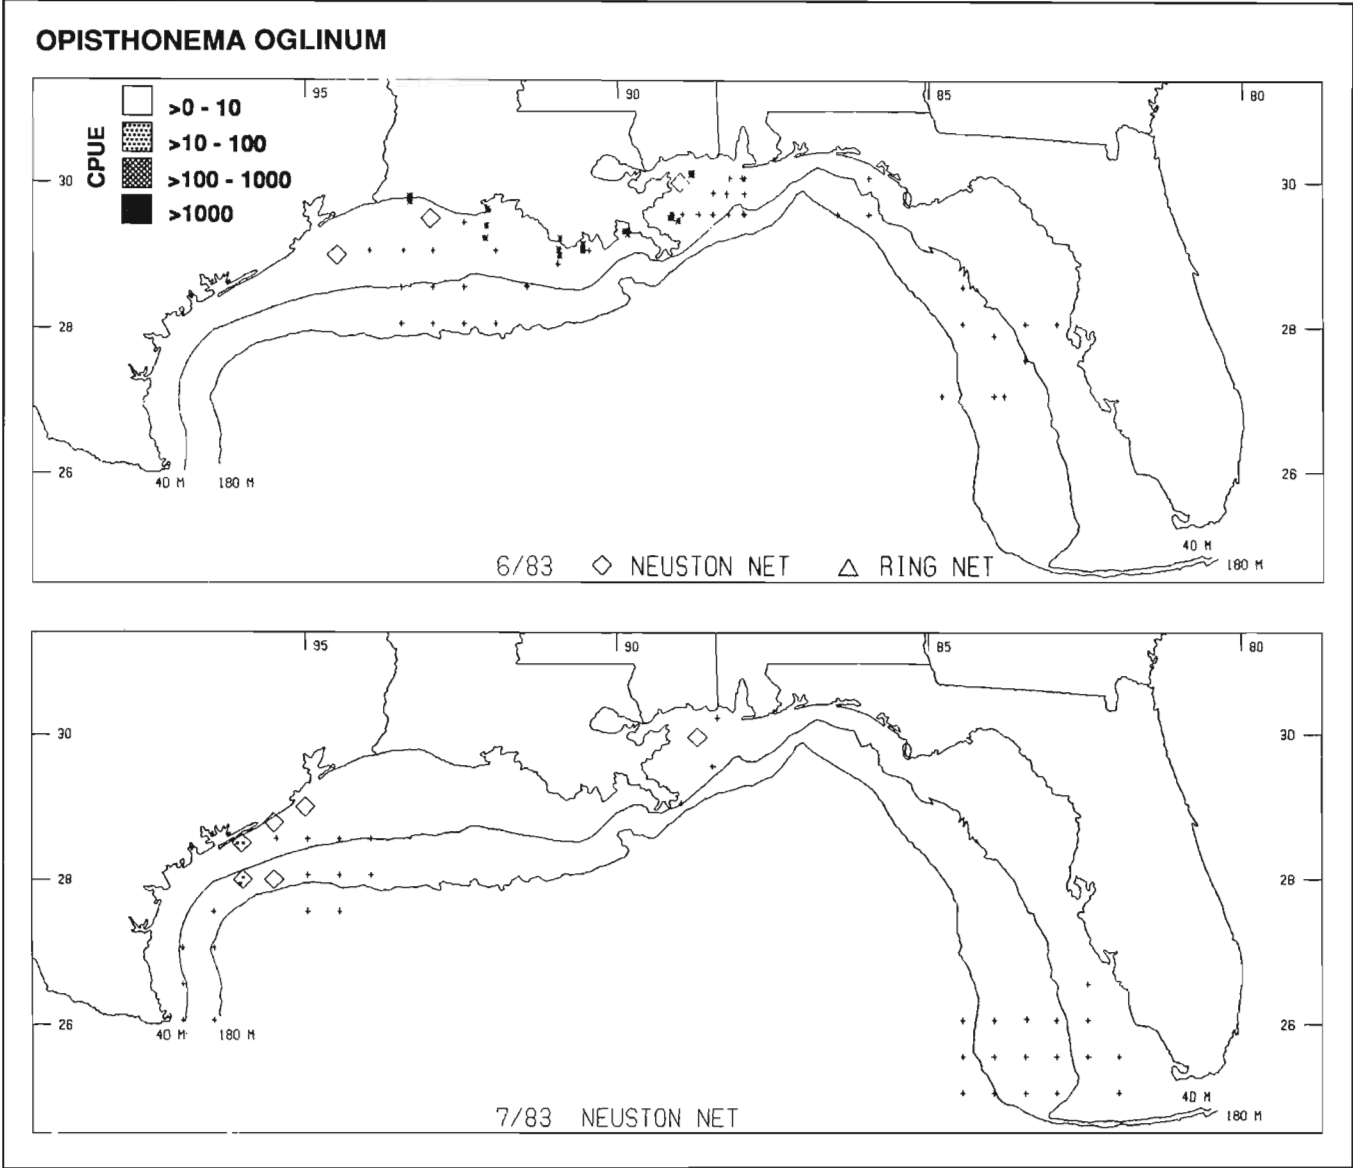 OPISTHONEMA OGLINUM
CPUE
>0 - 10
>10 - 100
>100 - 1000
>1000
95 90 85 80
30 30
28 28
26 26
40 M 180 M
40 M
180 M
6/83 NEUSTON NET RING NET
95 90 85 80
30 30
28 28
26 26
40 M 180 M
40 M
180 M
7/83 NEUSTON NET